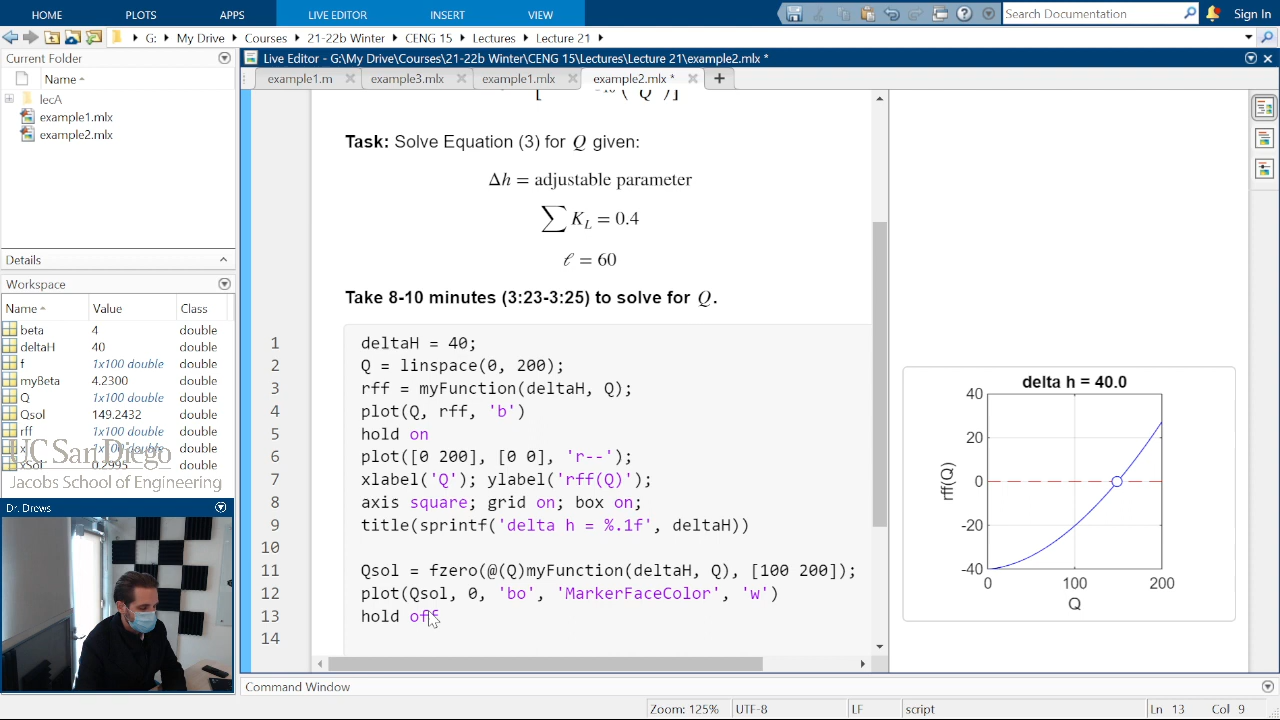 HOME PLOTS APPS LIVE EDITOR INSERT VIEW Search Documentation Sign In
G: My Drive Courses 21-22b Winter CENG 15 Lectures Lecture 21
Current Folder
Name
lecA
example1.mlx
example2.mlx
Details
Workspace
Name Value Class
beta 4 double
deltaH 40 double
f 1x100 double double
myBeta 4.2300 double
Q 1x100 double double
Qsol 149.2432 double
rff 1x100 double double
x 1x100 double double
xSol 0.2995 double
UC San Diego
Jacobs School of Engineering
Dr. Drews
Live Editor - G:\My Drive\Courses\21-22b Winter\CENG 15\Lectures\Lecture 21\example2.mlx *
example1.m example3.mlx example1.mlx example2.mlx *
Task: Solve Equation (3) for Q given:
Δh = adjustable parameter
∑ K_L = 0.4
ℓ = 60
Take 8-10 minutes (3:23-3:25) to solve for Q.
1 deltaH = 40;
2 Q = linspace(0, 200);
3 rff = myFunction(deltaH, Q);
4 plot(Q, rff, 'b')
5 hold on
6 plot([0 200], [0 0], 'r--');
7 xlabel('Q'); ylabel('rff(Q)');
8 axis square; grid on; box on;
9 title(sprintf('delta h = %.1f', deltaH))
10
11 Qsol = fzero(@(Q)myFunction(deltaH, Q), [100 200]);
12 plot(Qsol, 0, 'bo', 'MarkerFaceColor', 'w')
13 hold off
14
delta h = 40.0
40
20
0
-20
-40
rff(Q)
0 100 200
Q
Command Window
Zoom: 125% UTF-8 LF script Ln 13 Col 9